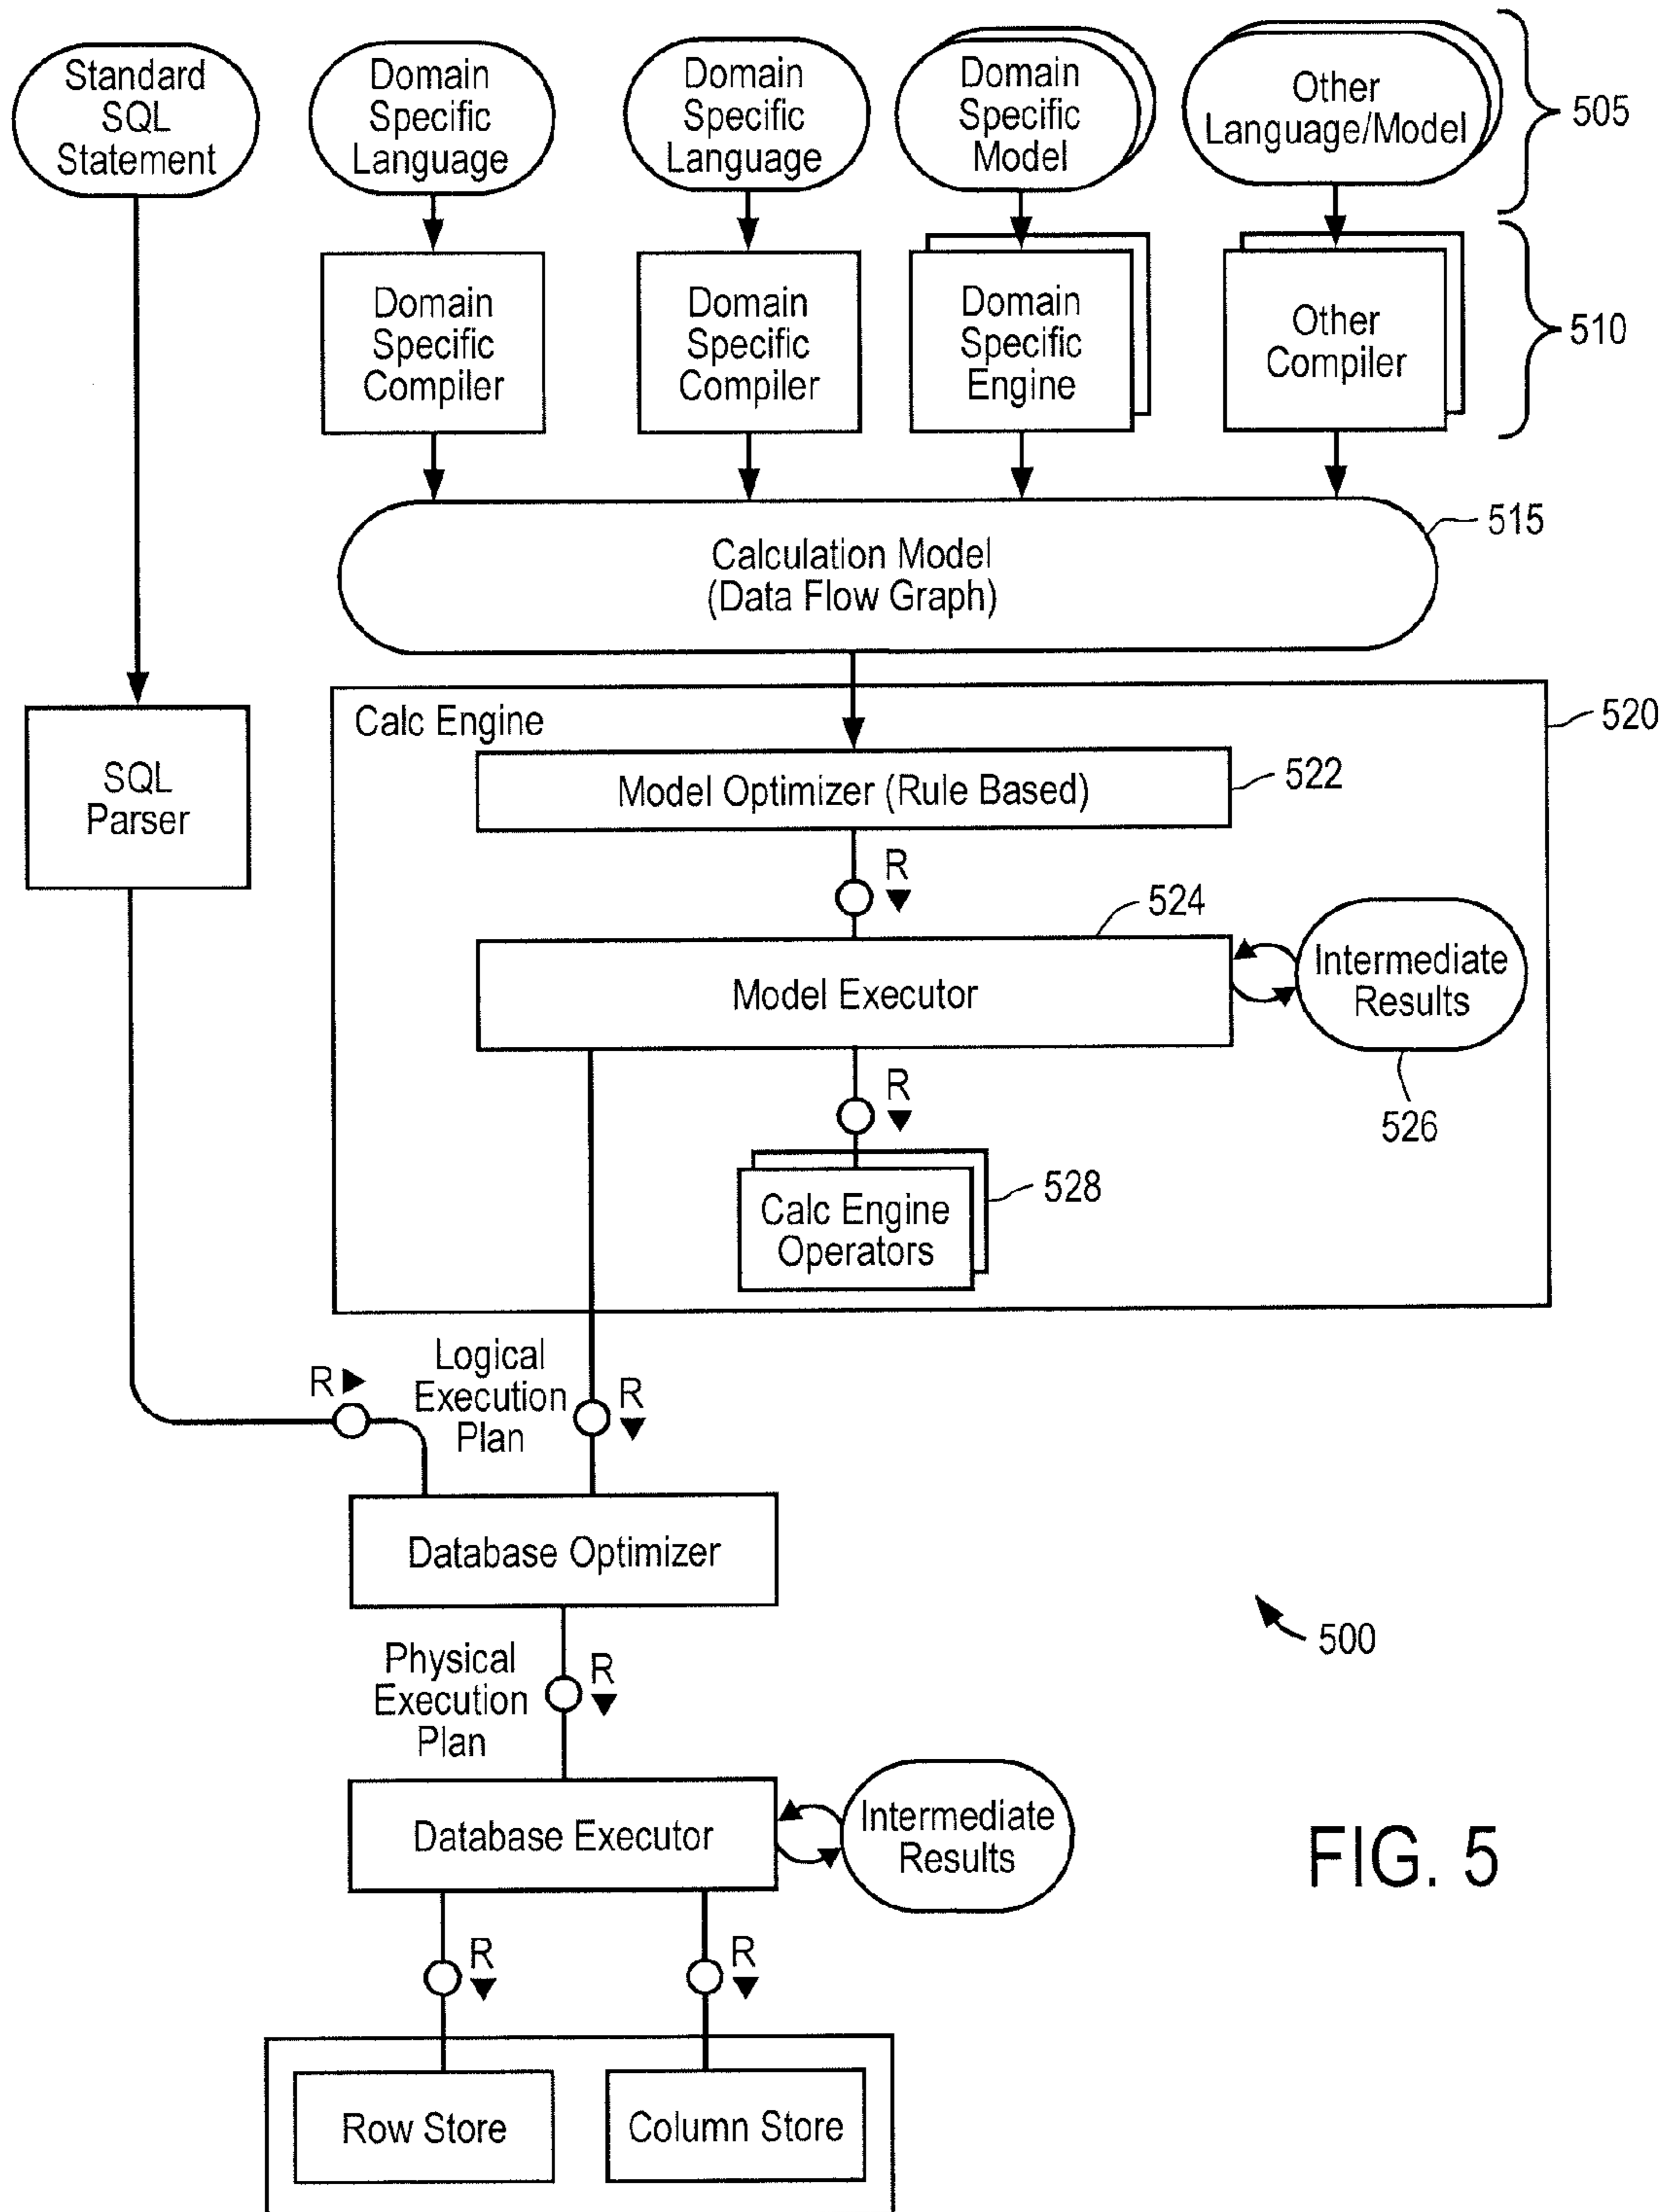 Standard
SQL
Statement
Domain
Specific
Language
Domain
Specific
Language
Domain
Specific
Model
Other
Language/Model
505
Domain
Specific
Compiler
Domain
Specific
Compiler
Domain
Specific
Engine
Other
Compiler
510
Calculation Model
(Data Flow Graph)
515
SQL
Parser
Calc Engine
520
Model Optimizer (Rule Based)
522
R
524
Model Executor
Intermediate
Results
526
R
Calc Engine
Operators
528
R
Logical
Execution
Plan
R
Database Optimizer
500
Physical
Execution
Plan
R
Database Executor
Intermediate
Results
FIG. 5
R
R
Row Store
Column Store